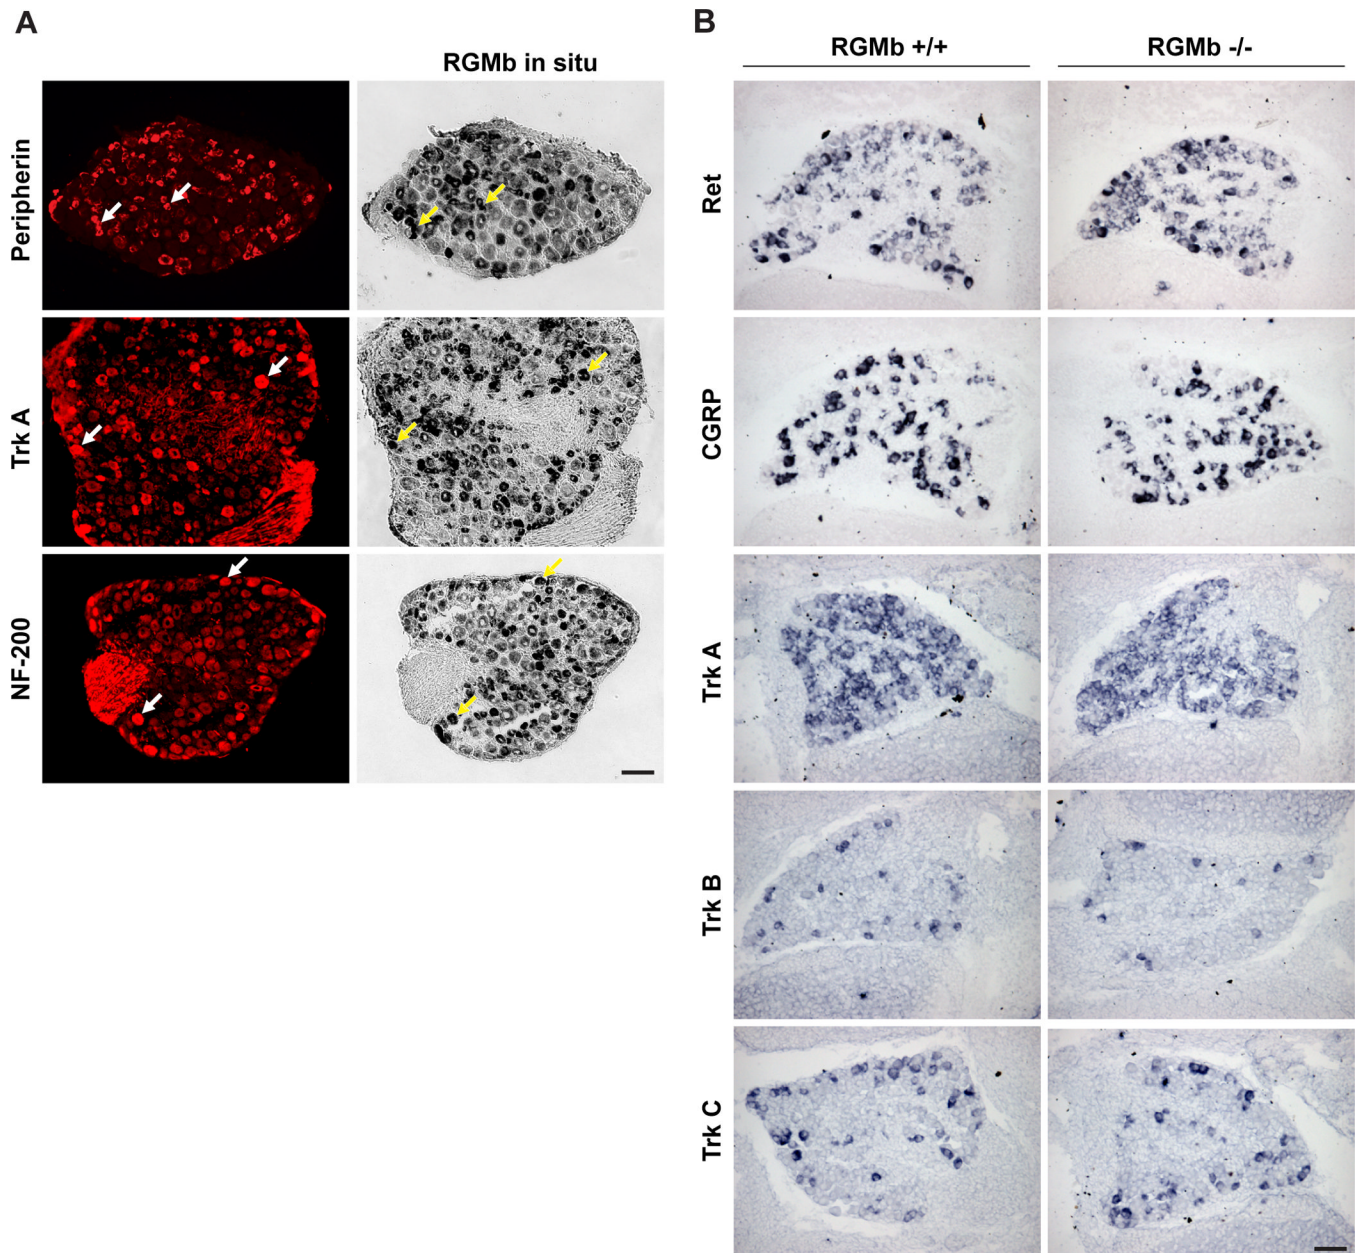 A
RGMb in situ
Peripherin
Trk A
NF-200
B
RGMb +/+
RGMb -/-
Ret
CGRP
Trk A
Trk B
Trk C